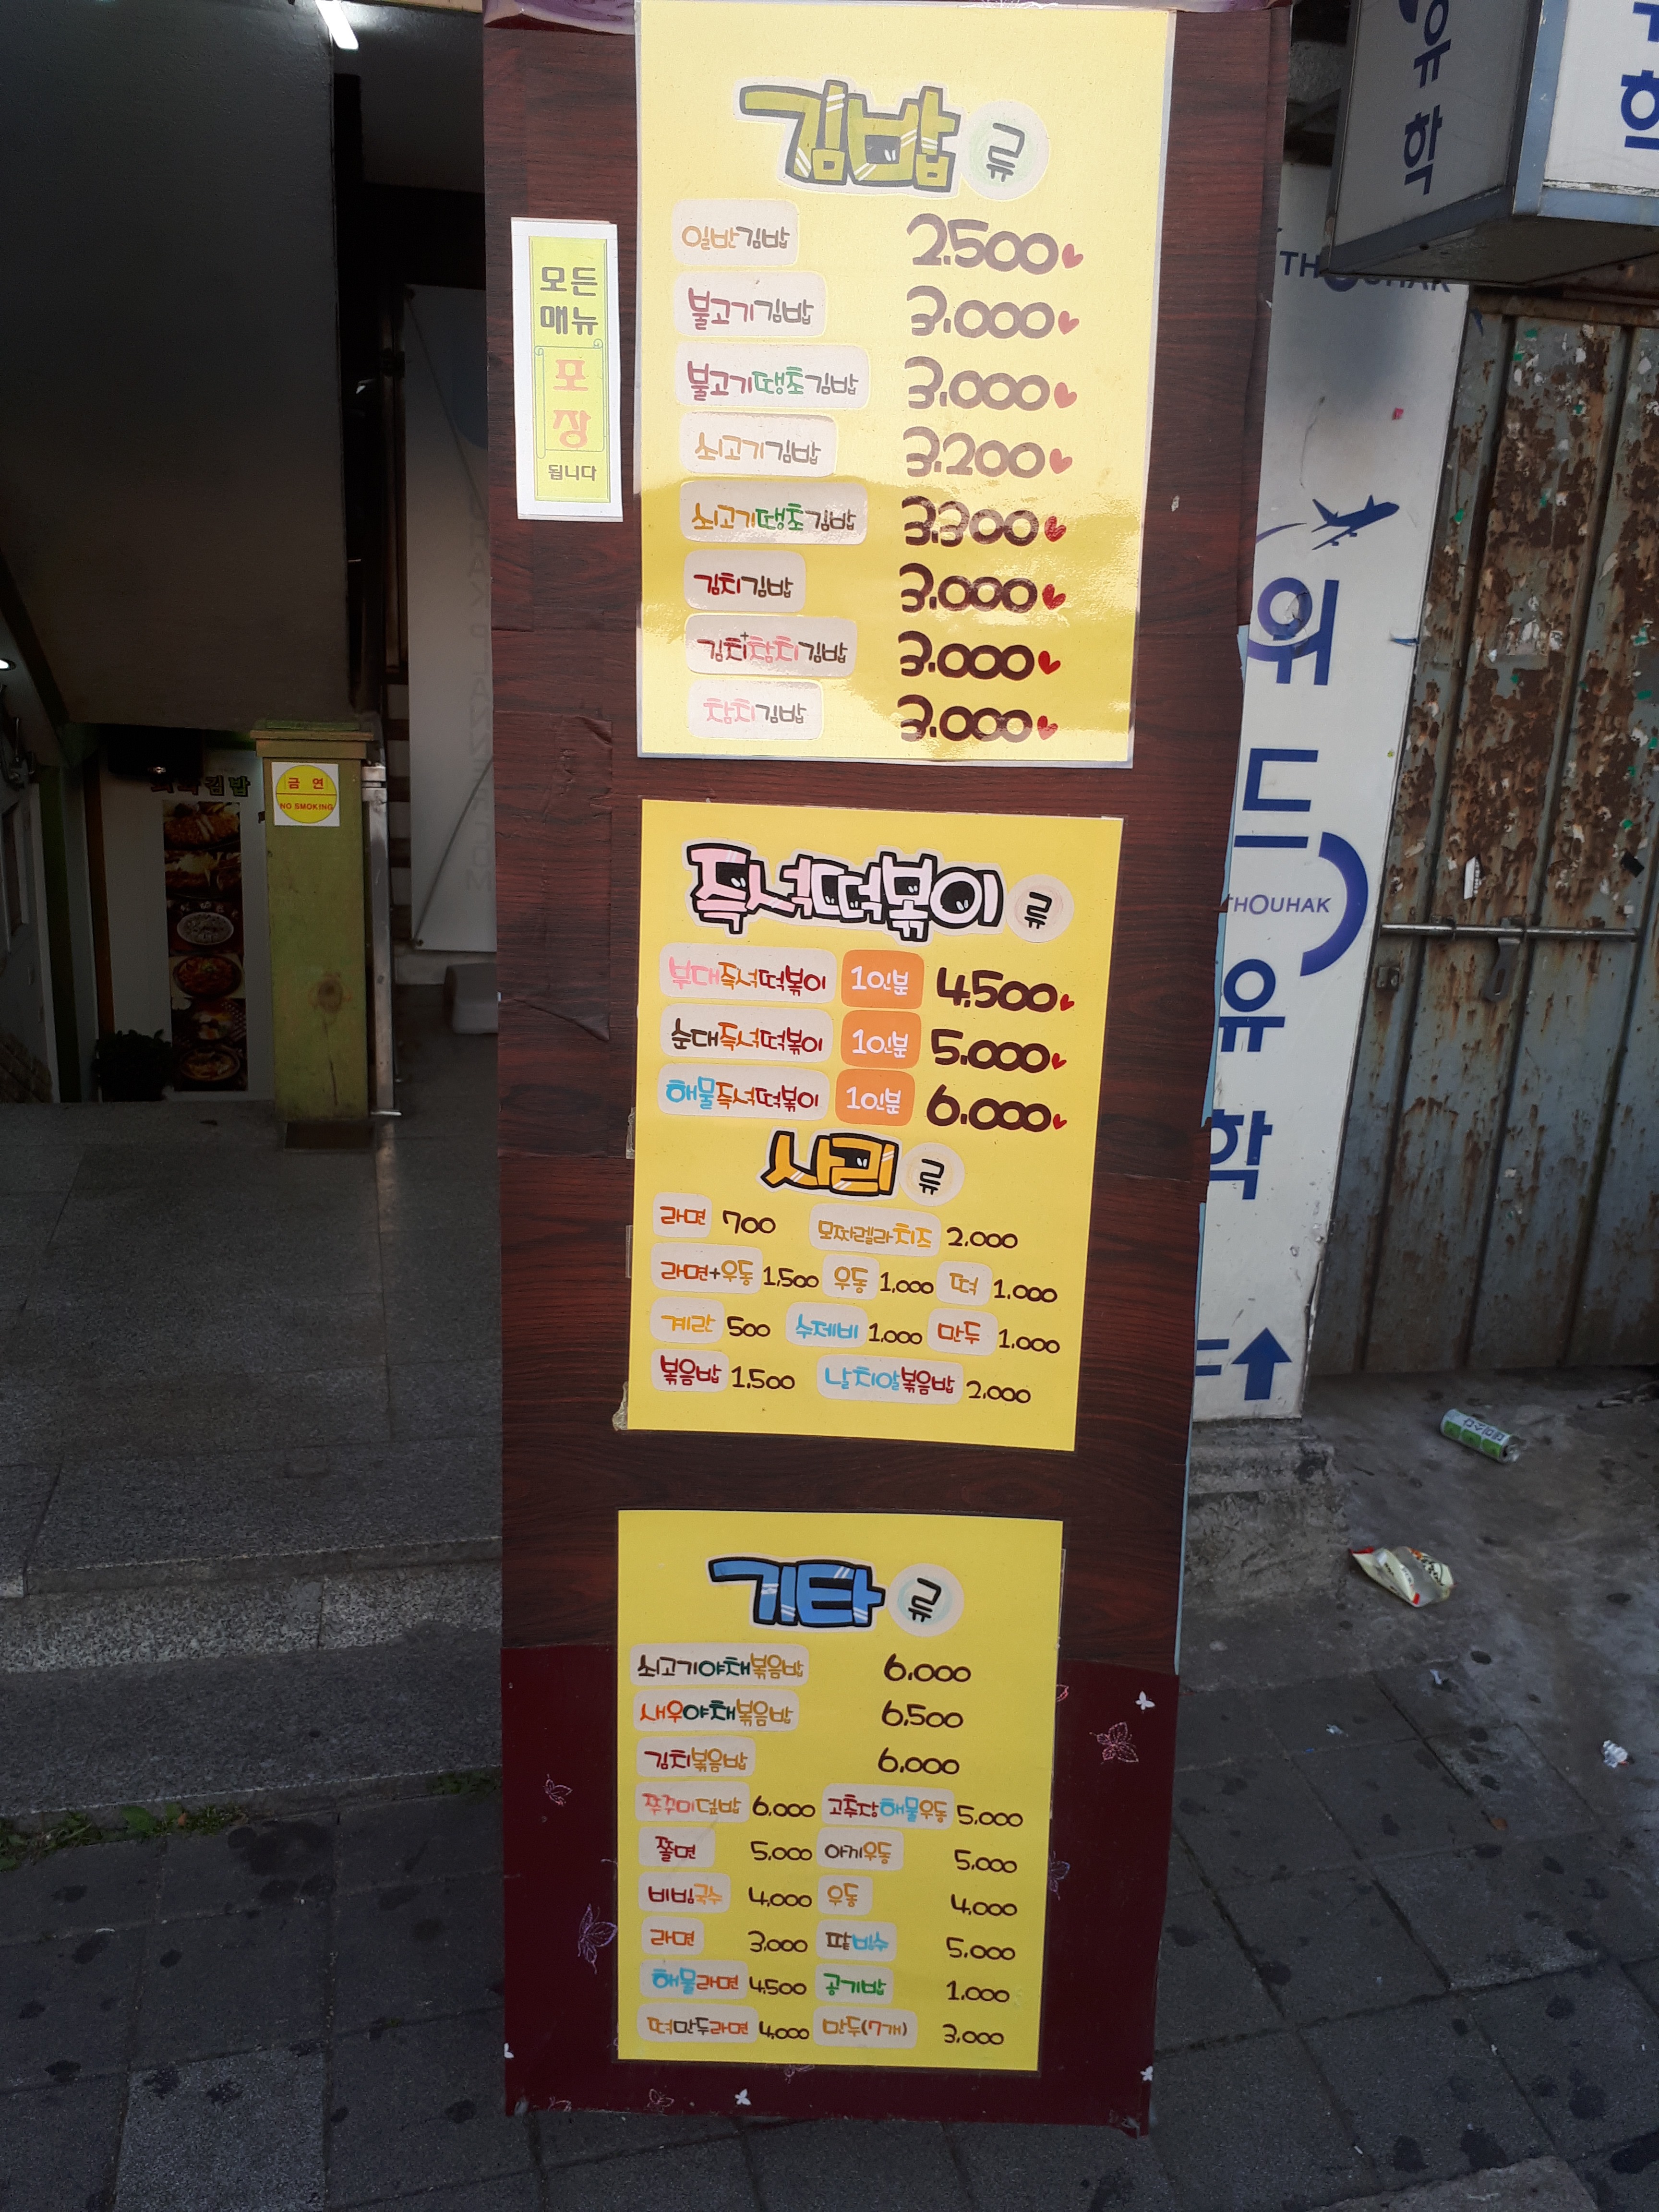 김밥 류
일반김밥 2.500
불고기김밥 3.000
불고기땡초김밥 3.000
쇠고기김밥 3.200
쇠고기땡초김밥 3.300
김치김밥 3.000
김치+참치김밥 3.000
참치김밥 3.000
모든
매뉴
포
장
됩니다
즉석떡볶이 류
부대즉석떡볶이 1인분 4.500
순대즉석떡볶이 1인분 5.000
해물즉석떡볶이 1인분 6.000
사리 류
라면 700 모짜렐라치즈 2.000
라면+우동 1.500 우동 1.000 떡 1.000
계란 500 수제비 1.000 만두 1.000
볶음밥 1.500 날치알볶음밥 2.000
기타 류
쇠고기야채볶음밥 6.000
새우야채볶음밥 6.500
김치볶음밥 6.000
쭈꾸미덮밥 6.000 고추장해물우동 5.000
쫄면 5.000 야끼우동 5.000
비빔국수 4.000 우동 4.000
라면 3.000 팥빙수 5.000
해물라면 4.500 공기밥 1.000
떡만두라면 4.000 만두(7개) 3.000
금 연
NO SMOKING
김밥
유
학
위
드
THOUHAK
유
학